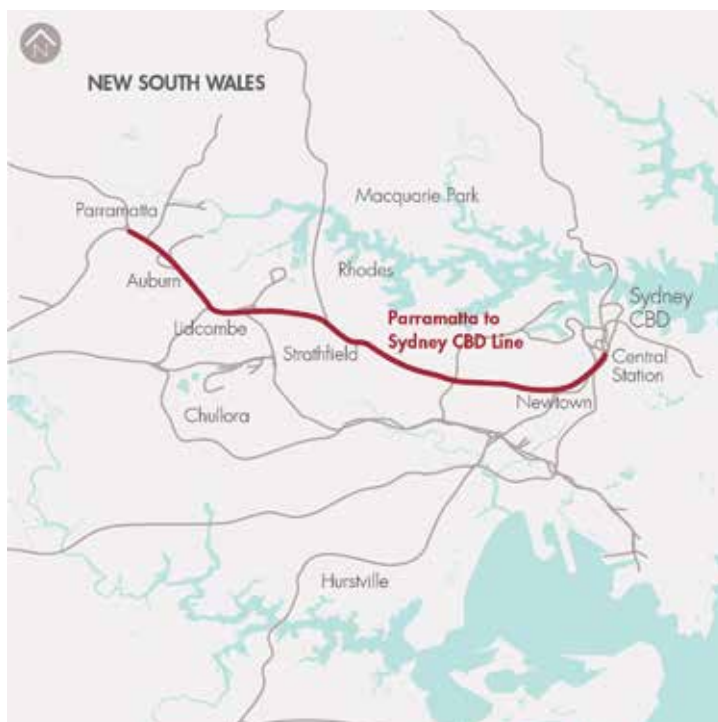 N
NEW SOUTH WALES
Macquarie Park
Parramatta
Rhodes
Auburn
Sydney
CBD
Lidcombe
Parramatta to
Sydney CBD Line
Strathfield
Central
Station
Newtown
Chullora
Hurstville